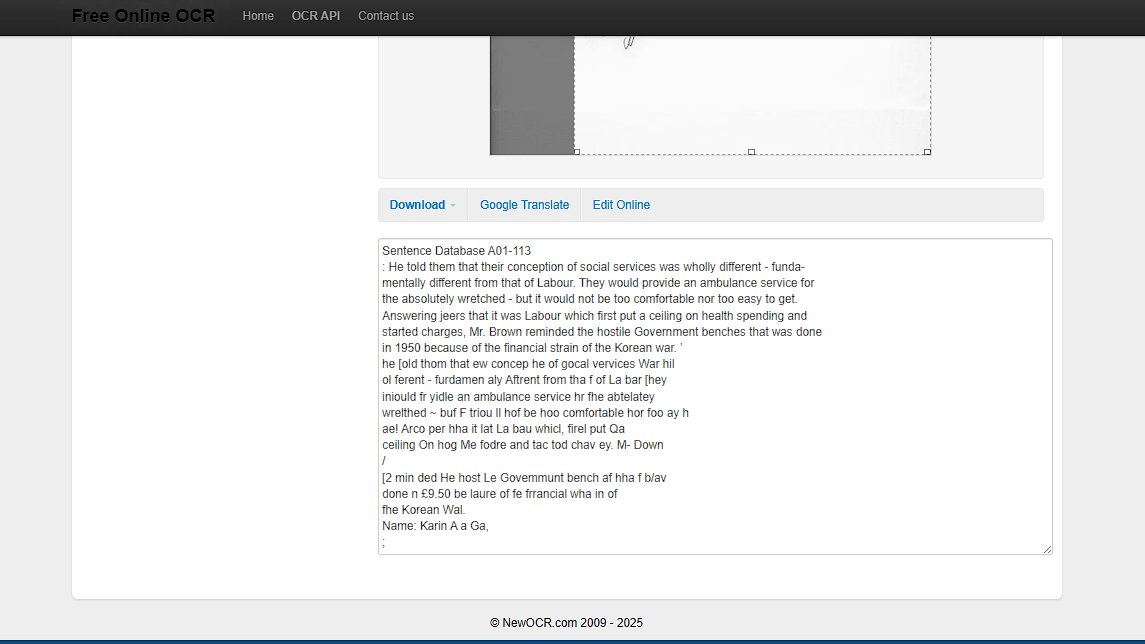 Free Online OCR Home OCR API Contact us
Download Google Translate Edit Online
Sentence Database A01-113
: He told them that their conception of social services was wholly different - funda-
mentally different from that of Labour. They would provide an ambulance service for
the absolutely wretched - but it would not be too comfortable nor too easy to get.
Answering jeers that it was Labour which first put a ceiling on health spending and
started charges, Mr. Brown reminded the hostile Government benches that was done
in 1950 because of the financial strain of the Korean war. '
he [old thom that ew concep he of gocal vervices War hil
ol ferent - furdamen aly Aftrent from tha f of La bar [hey
iniould fr yidle an ambulance service hr fhe abtelatey
wrelthed ~ buf F triou ll hof be hoo comfortable hor foo ay h
ae! Arco per hha it lat La bau whicl, firel put Qa
ceiling On hog Me fodre and tac tod chav ey. M- Down
/
[2 min ded He host Le Govemmunt bench af hha f b/av
done n £9.50 be laure of fe frrancial wha in of
fhe Korean Wal.
Name: Karin A a Ga,
;
© NewOCR.com 2009 - 2025